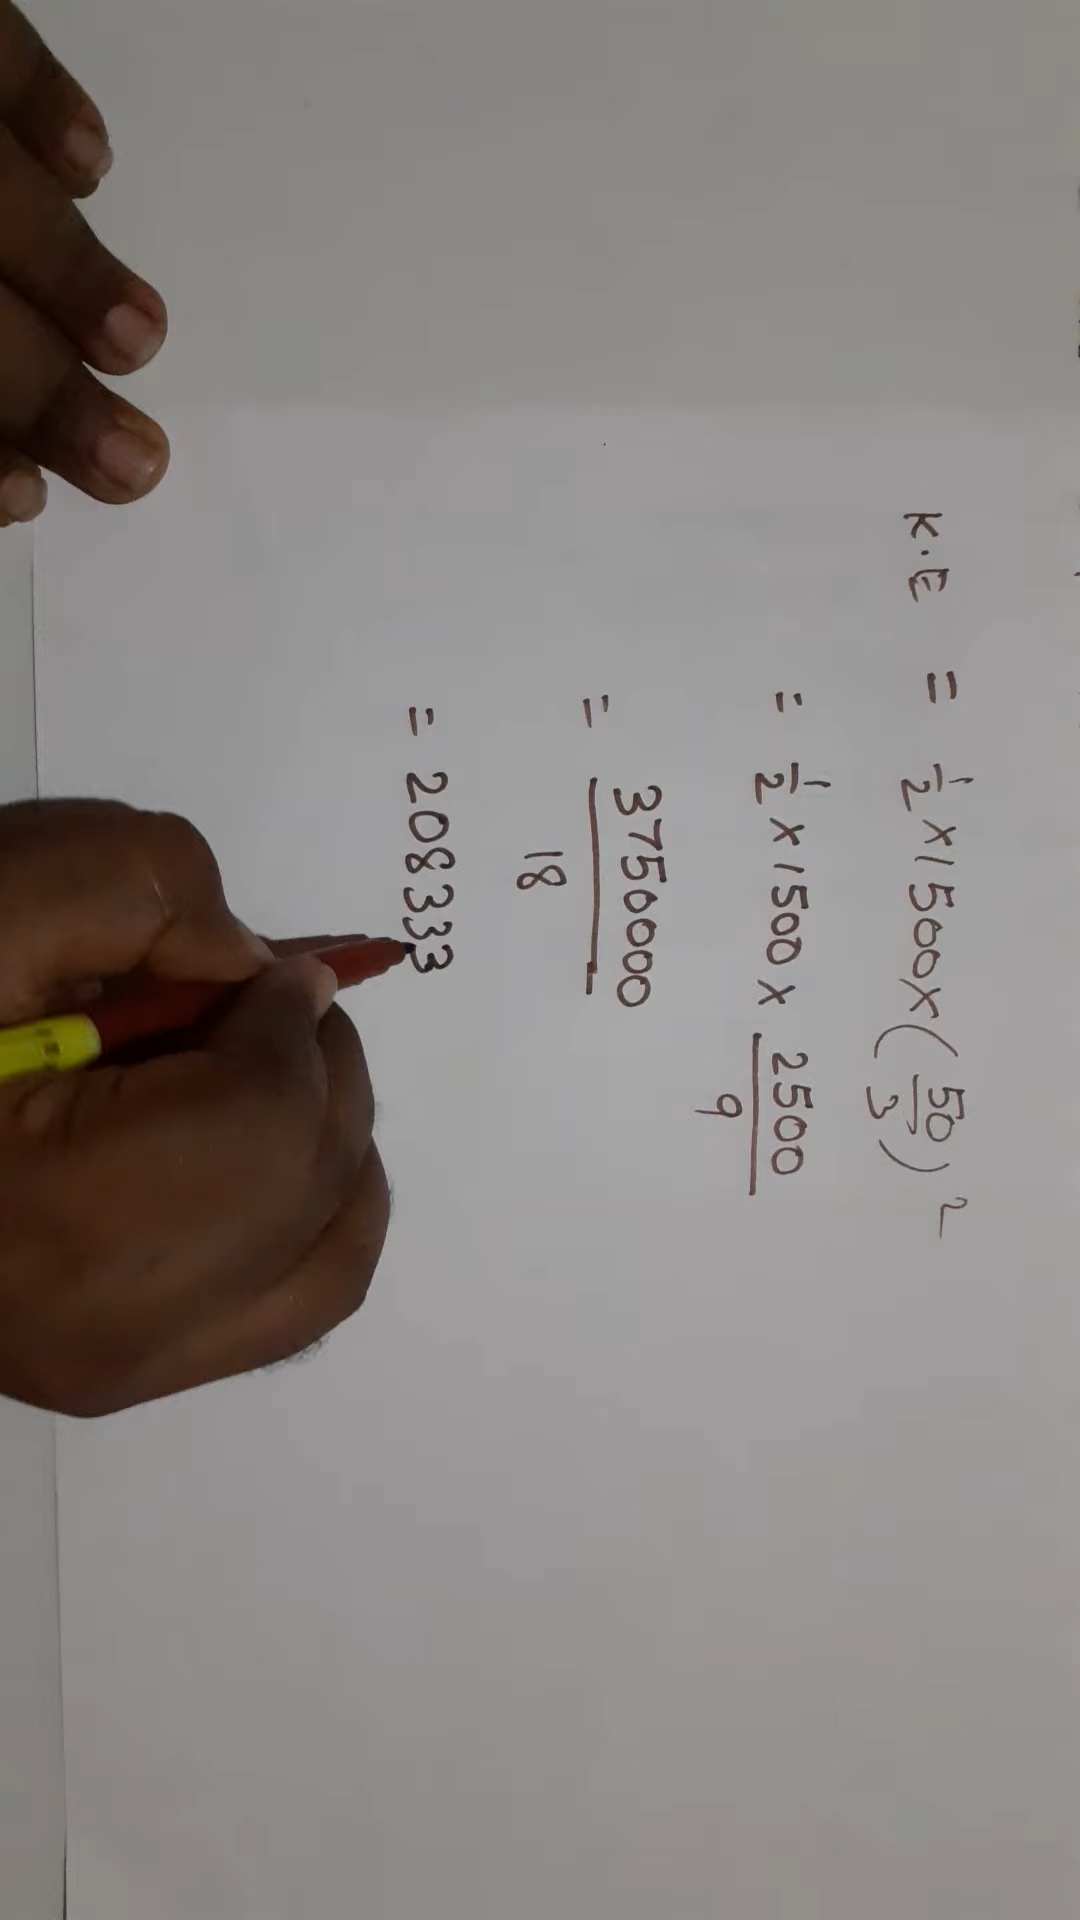 K.E = 1/2 × 1500 × (50/3)²
= 1/2 × 1500 × 2500/9
= 3750000/18
= 208333